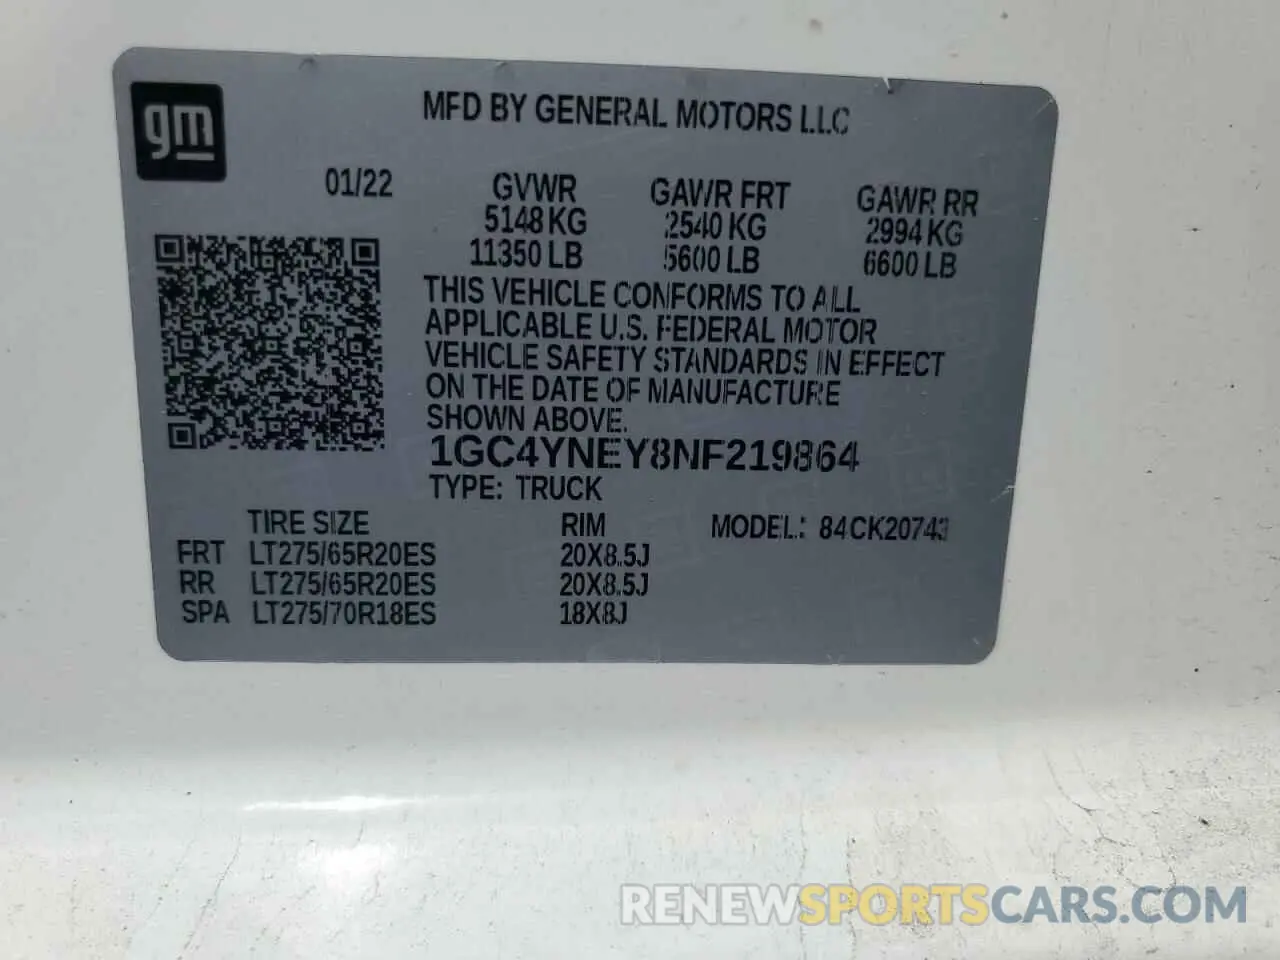 gm
MFD BY GENERAL MOTORS LLC
01/22 GVWR GAWR FRT GAWR RR
5148 KG 2540 KG 2994 KG
11350 LB 5600 LB 6600 LB
THIS VEHICLE CONFORMS TO ALL
APPLICABLE U.S. FEDERAL MOTOR
VEHICLE SAFETY STANDARDS IN EFFECT
ON THE DATE OF MANUFACTURE
SHOWN ABOVE.
1GC4YNEY8NF219864
TYPE: TRUCK
TIRE SIZE RIM MODEL: 84CK20743
FRT LT275/65R20ES 20X8.5J
RR LT275/65R20ES 20X8.5J
SPA LT275/70R18ES 18X8J
RENEWSPORTSCARS.COM